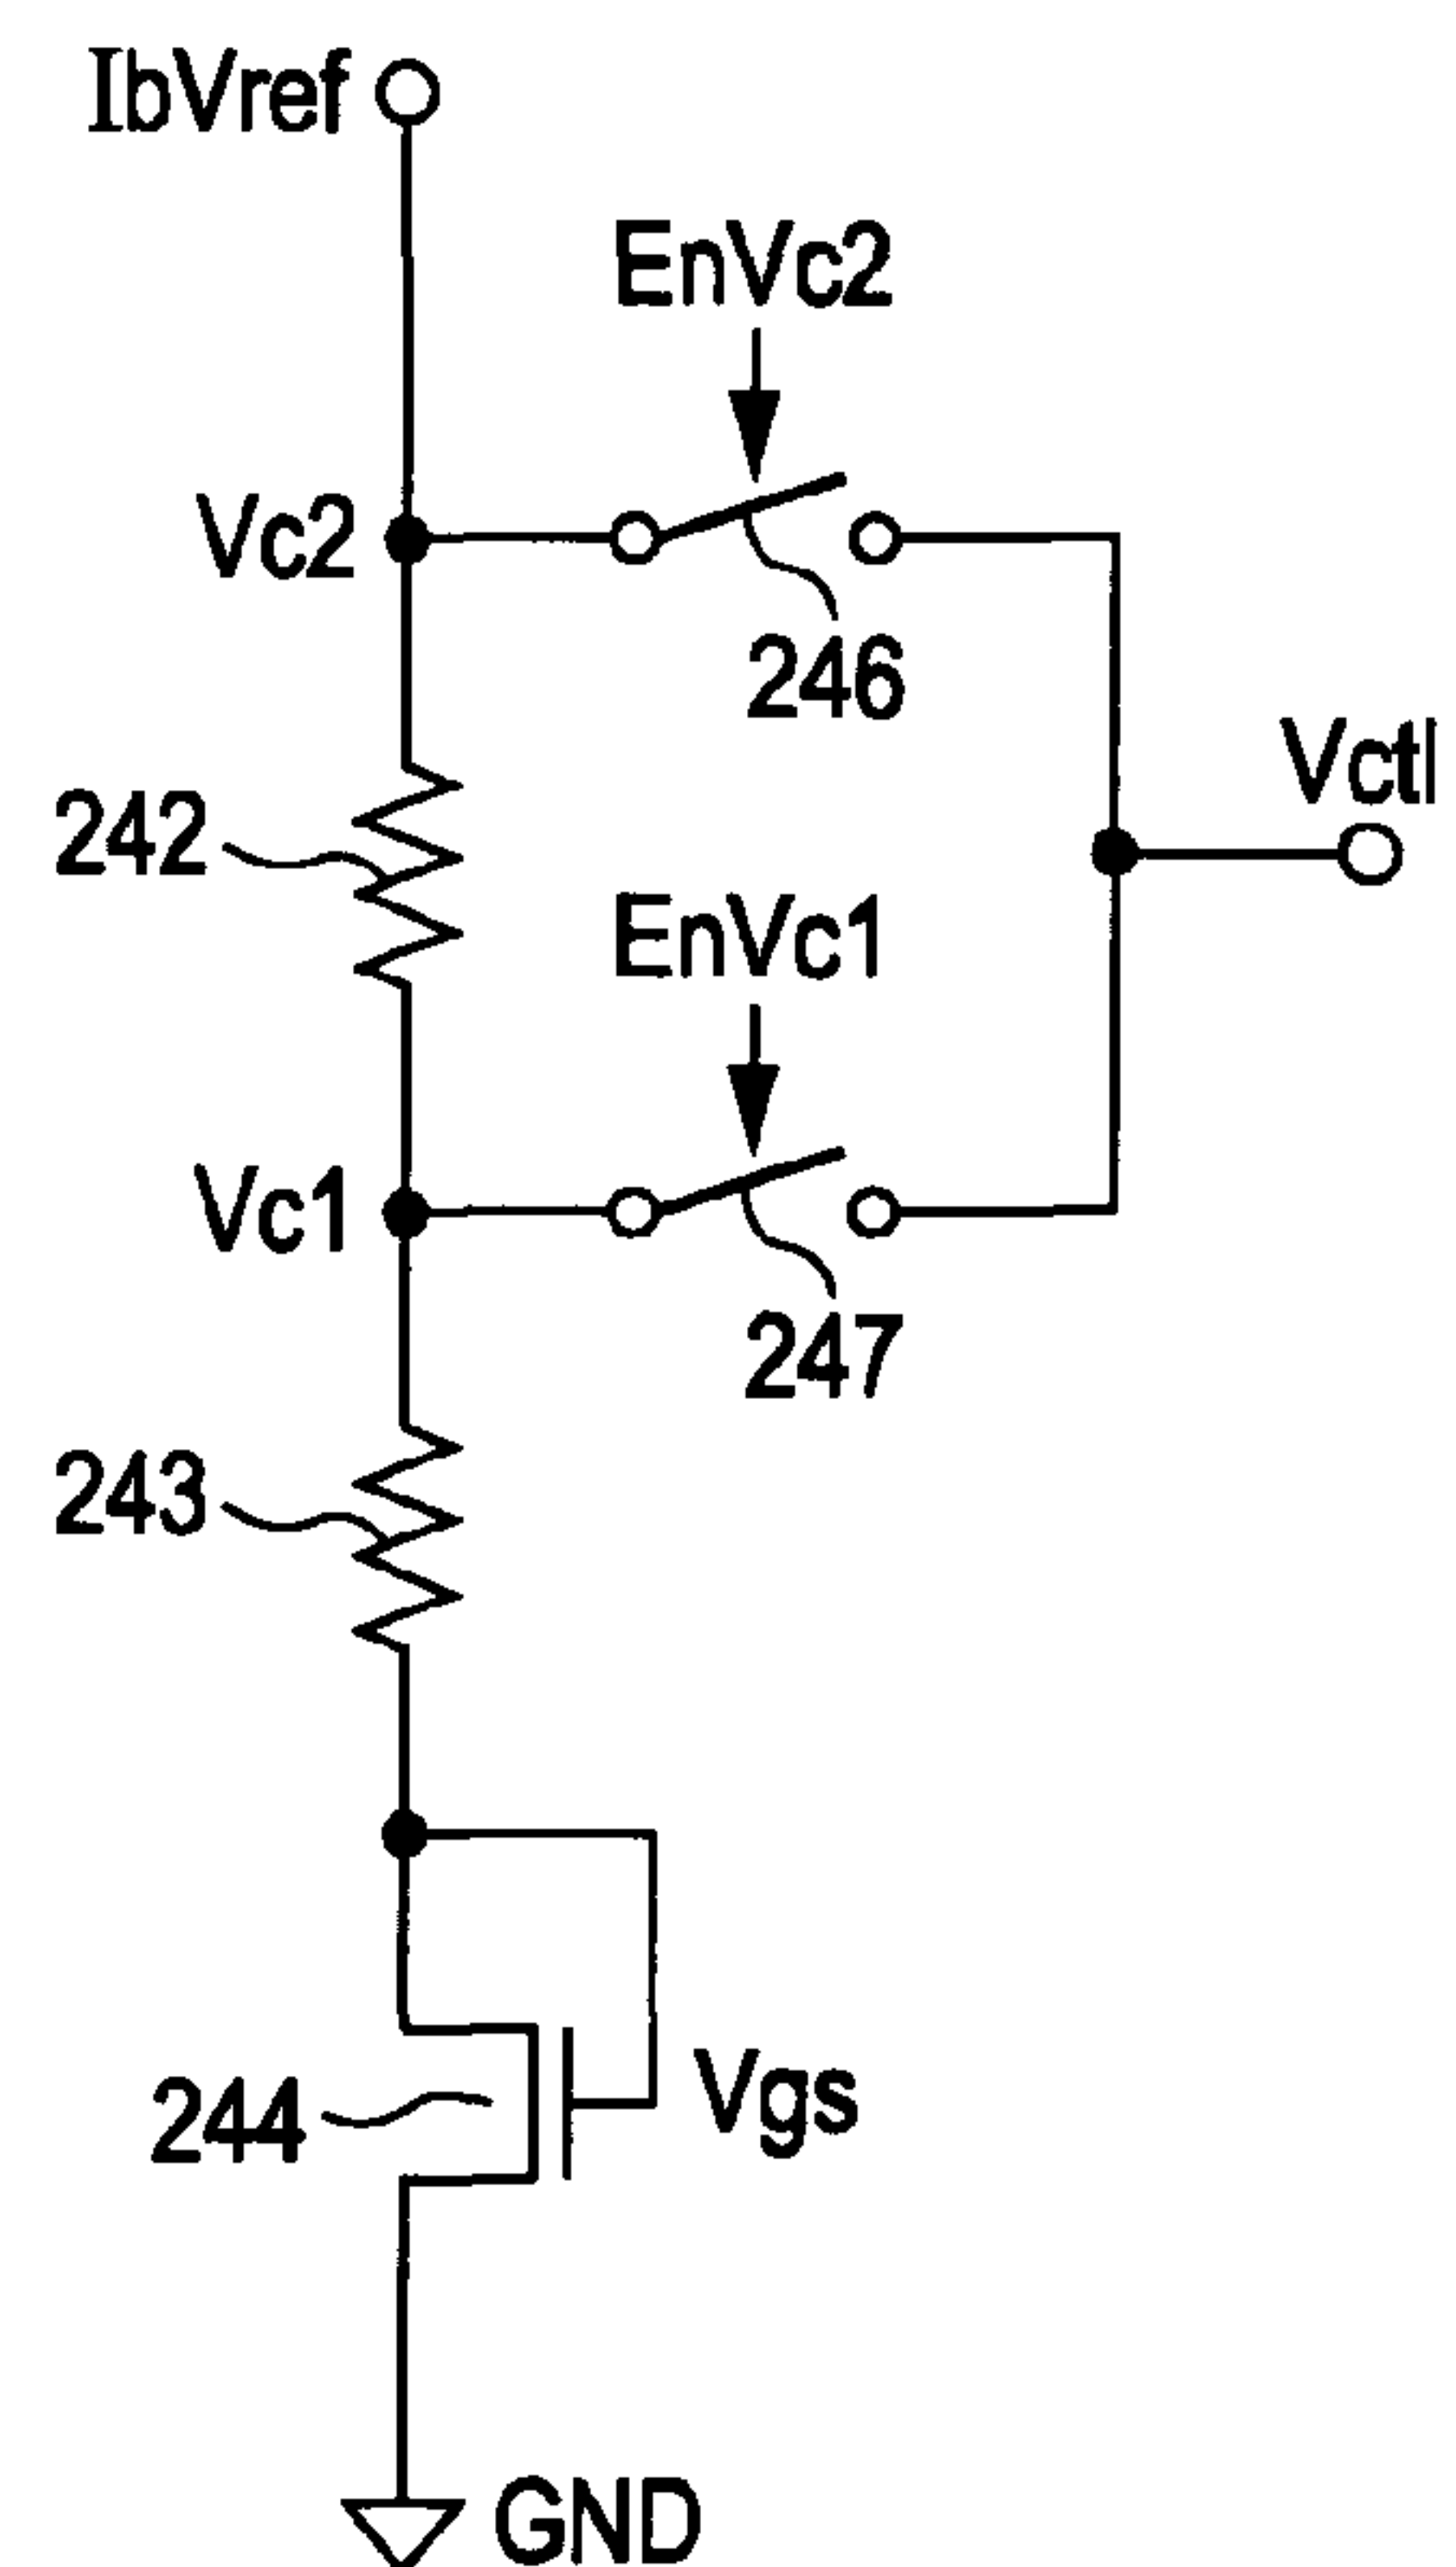 IbVref
EnVc2
Vc2
246
Vctl
242
EnVc1
Vc1
247
243
Vgs
244
GND